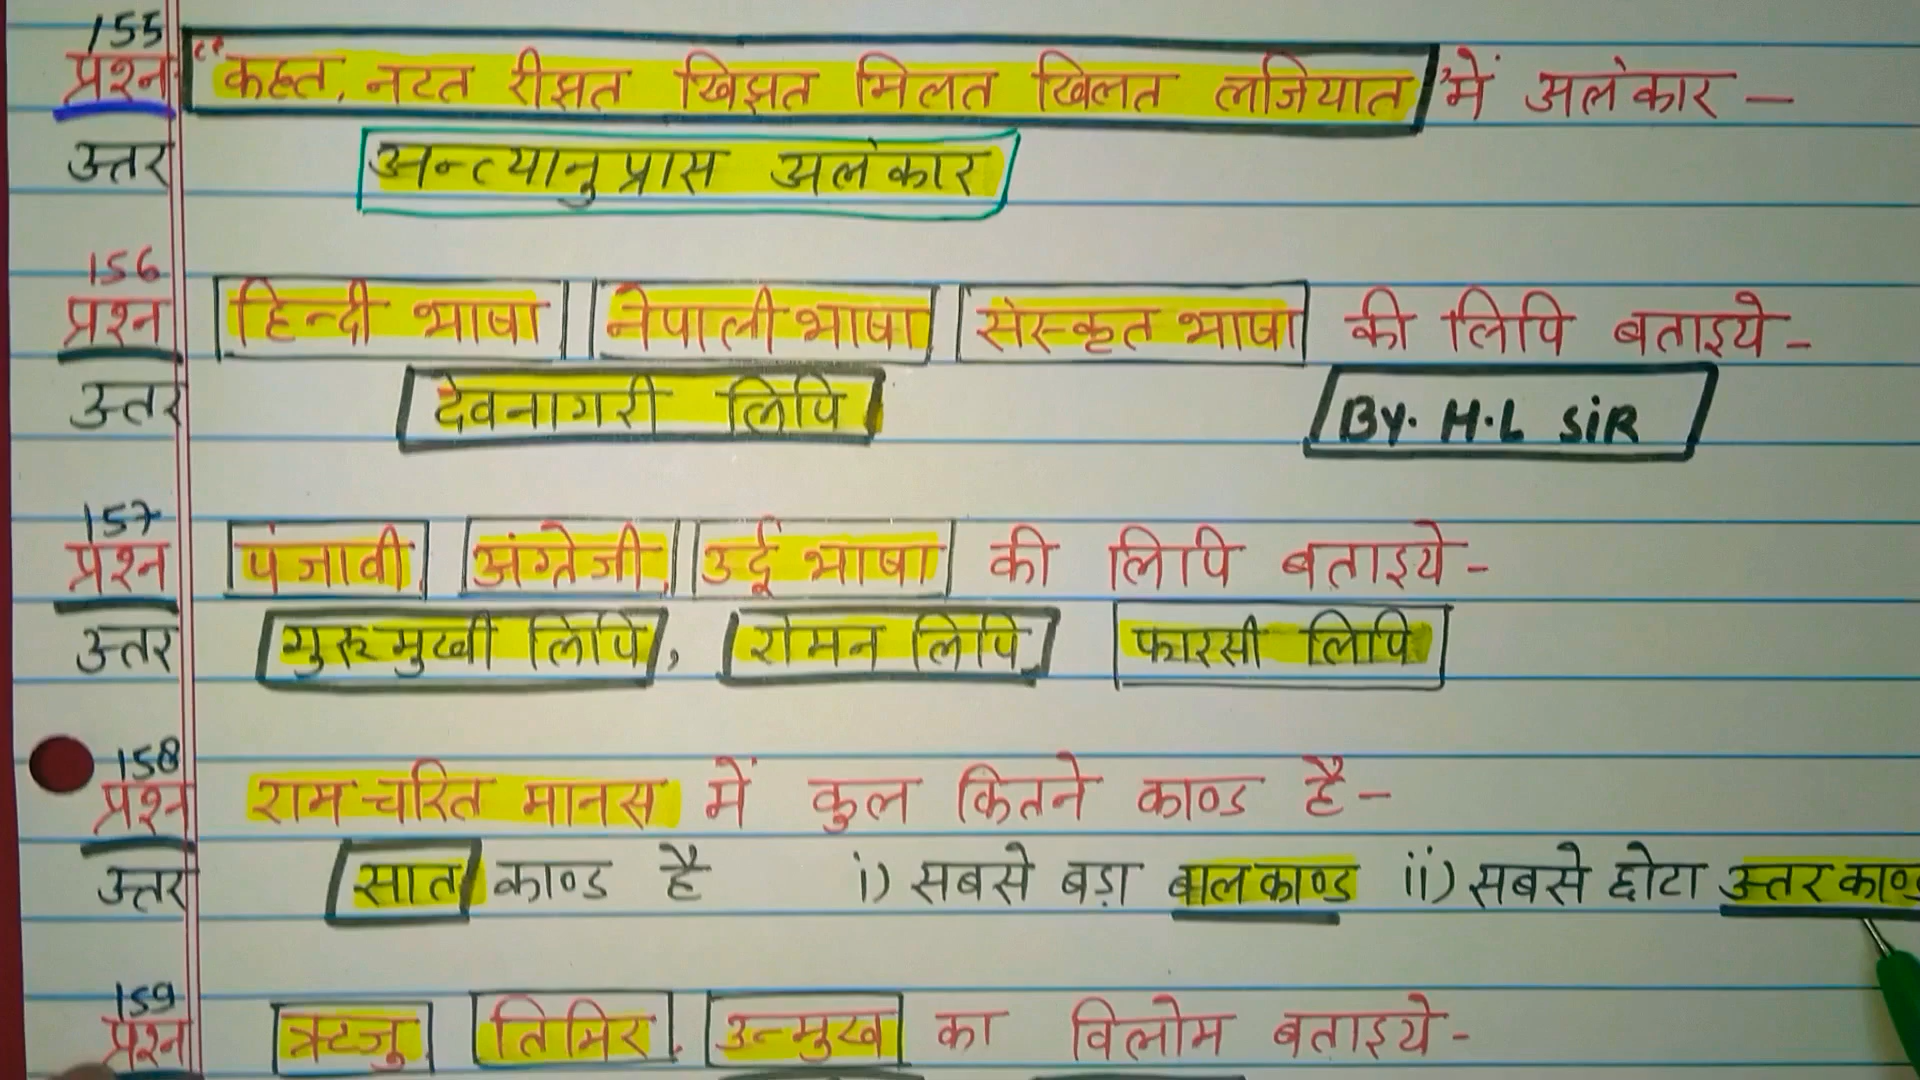 155
प्रश्न "कहत, नटत रीझत खिझत मिलत खिलत लजियात" में अलंकार –
उत्तर अन्त्यानुप्रास अलंकार
156
प्रश्न हिन्दी भाषा नेपाली भाषा संस्कृत भाषा की लिपि बताइये –
उत्तर देवनागरी लिपि By. H.L SiR
157
प्रश्न पंजावी, अंग्रेजी, उर्दू भाषा की लिपि बताइये –
उत्तर गुरुमुखी लिपि, रोमन लिपि, फारसी लिपि
158
प्रश्न रामचरित मानस में कुल कितने काण्ड है –
उत्तर सात काण्ड है i) सबसे बड़ा बालकाण्ड ii) सबसे छोटा उत्तरकाण्ड
159
प्रश्न ऋजु, तिमिर, उन्मुख का विलोम बताइये –